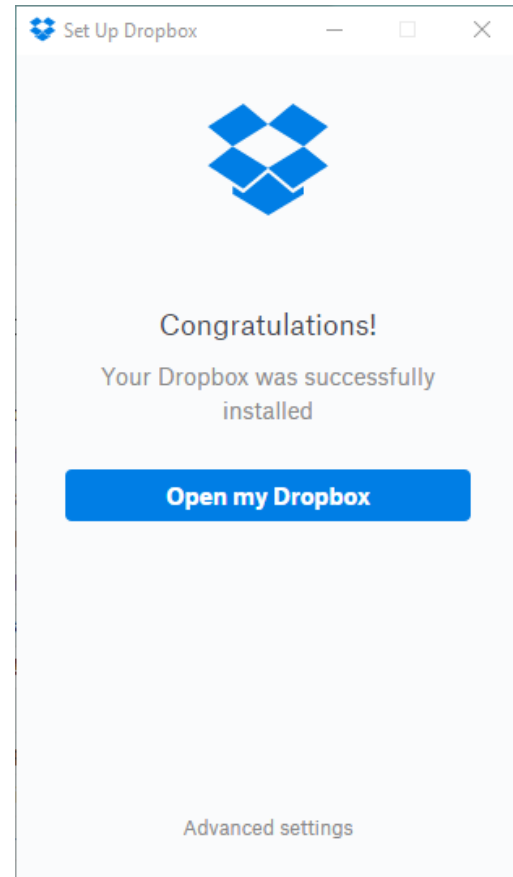 Set Up Dropbox
Congratulations!
Your Dropbox was successfully
installed
Open my Dropbox
Advanced settings